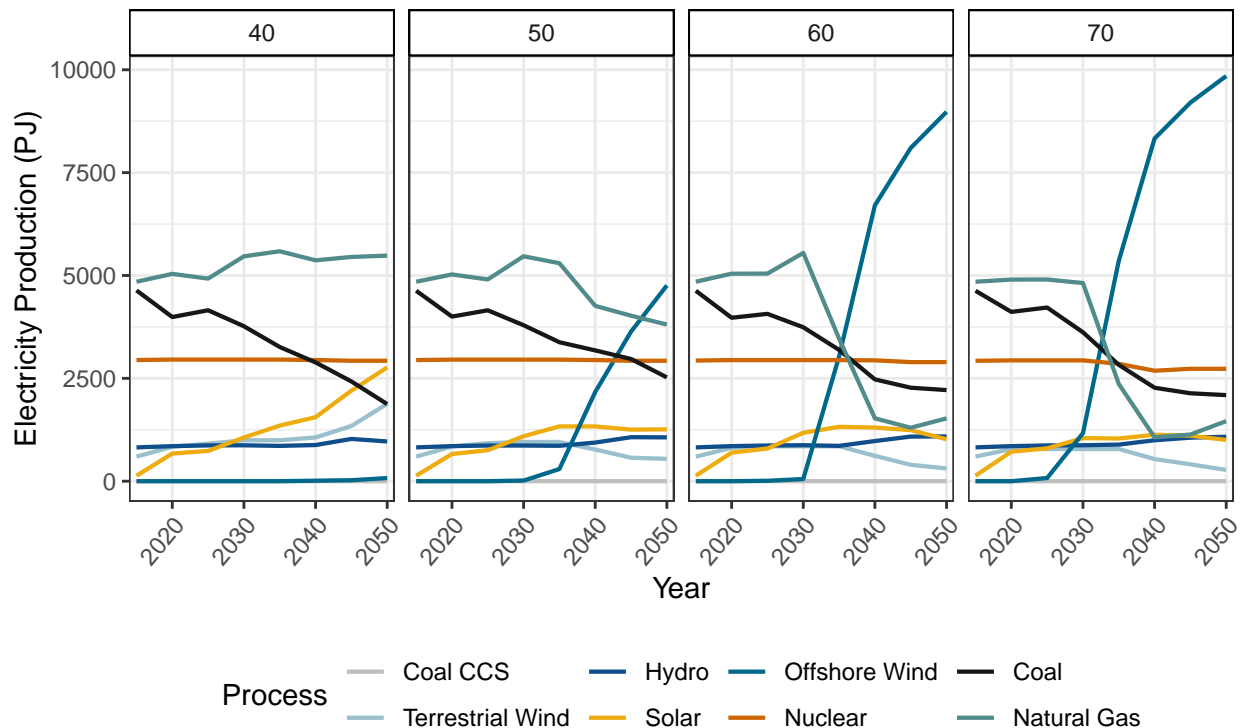 40 50 60 70
10000
7500
5000
2500
0
Electricity Production (PJ)
2020 2030 2040 2050 2020 2030 2040 2050 2020 2030 2040 2050 2020 2030 2040 2050
Year
Process
Coal CCS Hydro Offshore Wind Coal
Terrestrial Wind Solar Nuclear Natural Gas